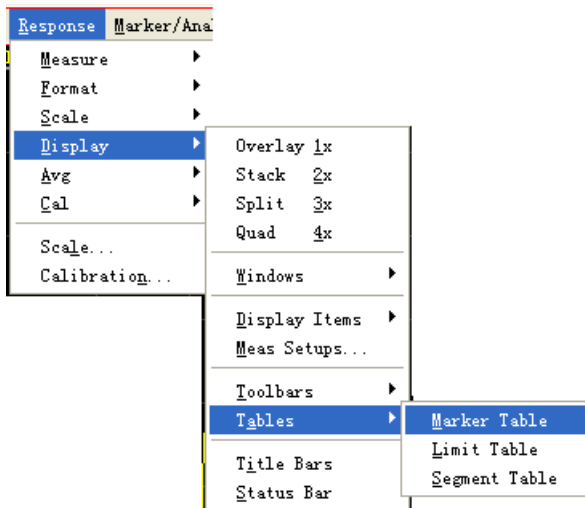 Response Marker/Ana
Measure
Format
Scale
Display
Avg
Cal
Scale...
Calibration...
Overlay 1x
Stack 2x
Split 3x
Quad 4x
Windows
Display Items
Meas Setups...
Toolbars
Tables
Title Bars
Status Bar
Marker Table
Limit Table
Segment Table